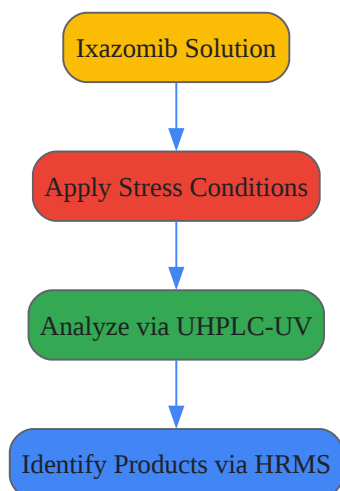 Ixazomib Solution
Apply Stress Conditions
Analyze via UHPLC-UV
Identify Products via HRMS